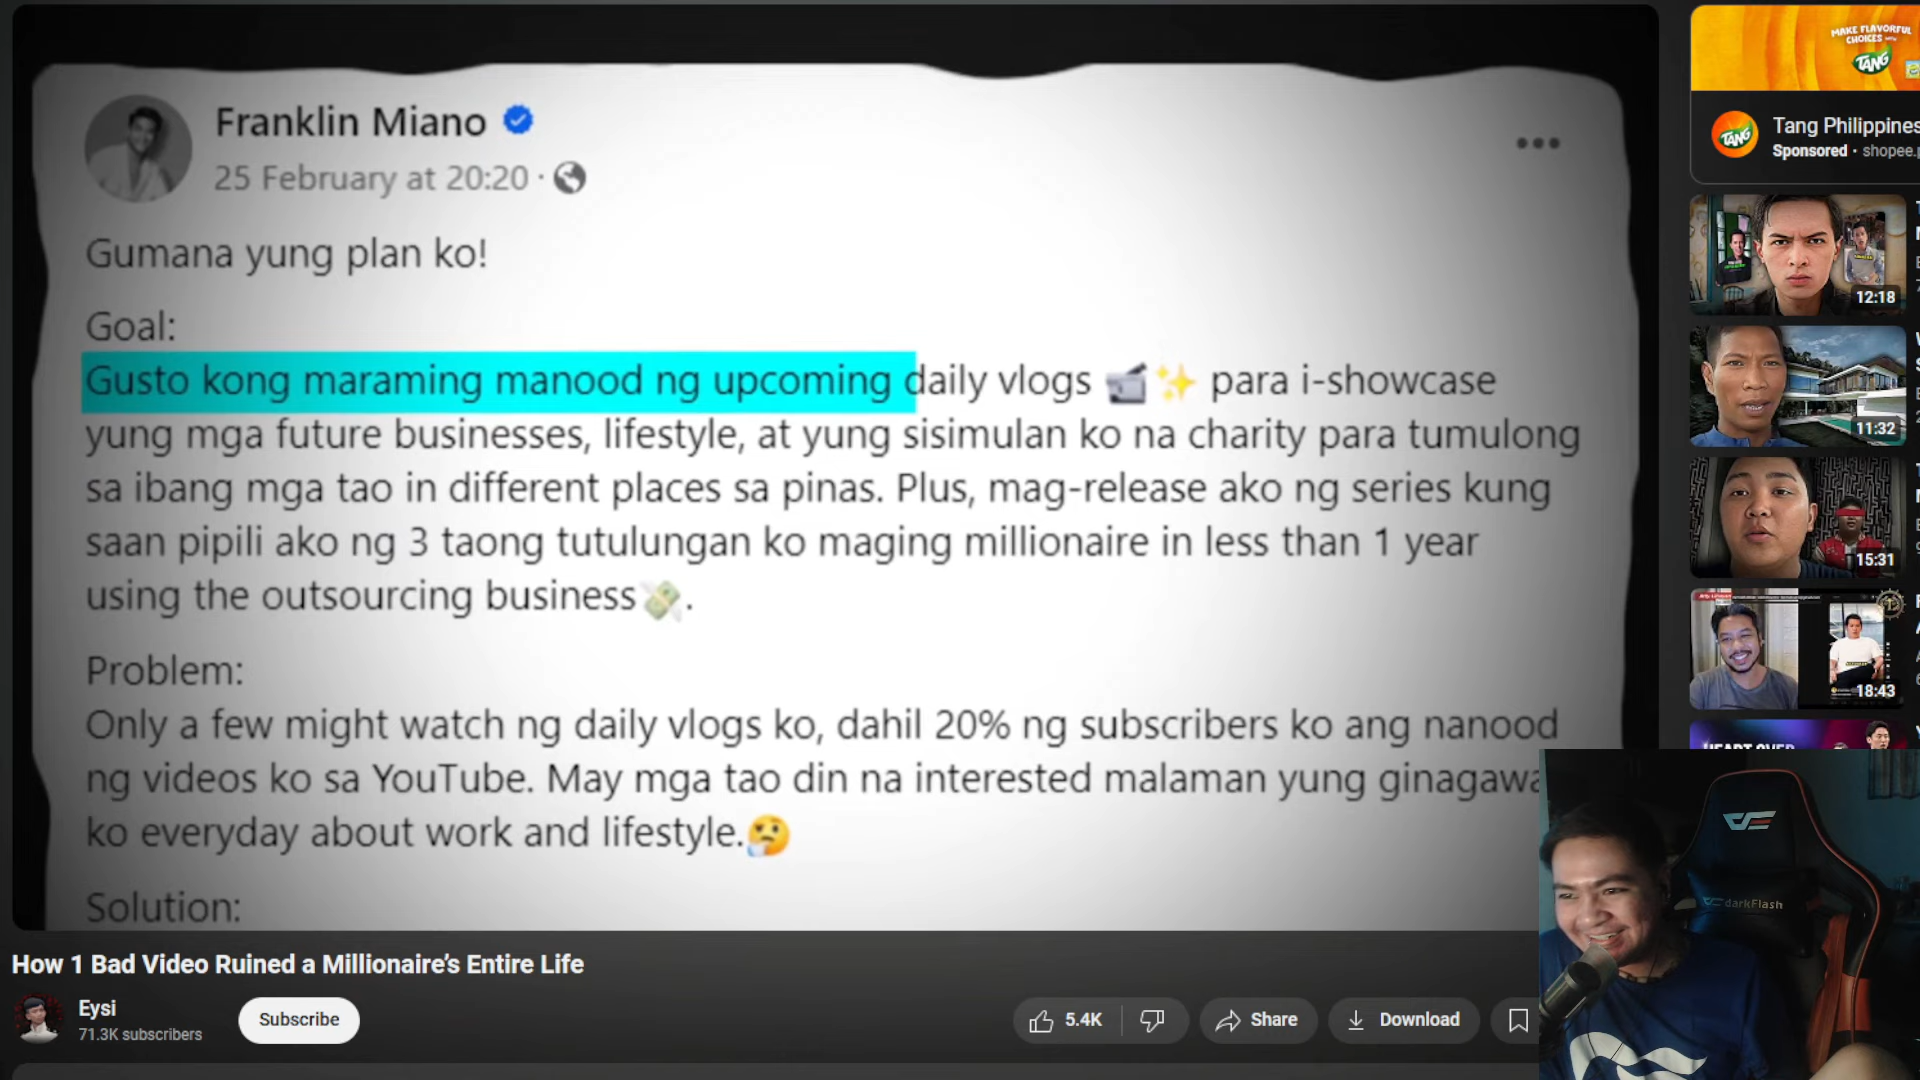 Franklin Miano
25 February at 20:20 ·
Gumana yung plan ko!
Goal:
Gusto kong maraming manood ng upcoming daily vlogs 📹✨ para i-showcase
yung mga future businesses, lifestyle, at yung sisimulan ko na charity para tumulong
sa ibang mga tao in different places sa pinas. Plus, mag-release ako ng series kung
saan pipili ako ng 3 taong tutulungan ko maging millionaire in less than 1 year
using the outsourcing business💸.
Problem:
Only a few might watch ng daily vlogs ko, dahil 20% ng subscribers ko ang nanood
ng videos ko sa YouTube. May mga tao din na interested malaman yung ginagawa
ko everyday about work and lifestyle.🤔
Solution:
How 1 Bad Video Ruined a Millionaire's Entire Life
Eysi
71.3K subscribers
Subscribe
5.4K
Share
Download
MAKE FLAVORFUL
CHOICES WITH
TANG
TANG
Tang Philippines
Sponsored · shopee.p
12:18
11:32
15:31
18:43
HEART OVER
darkFlash